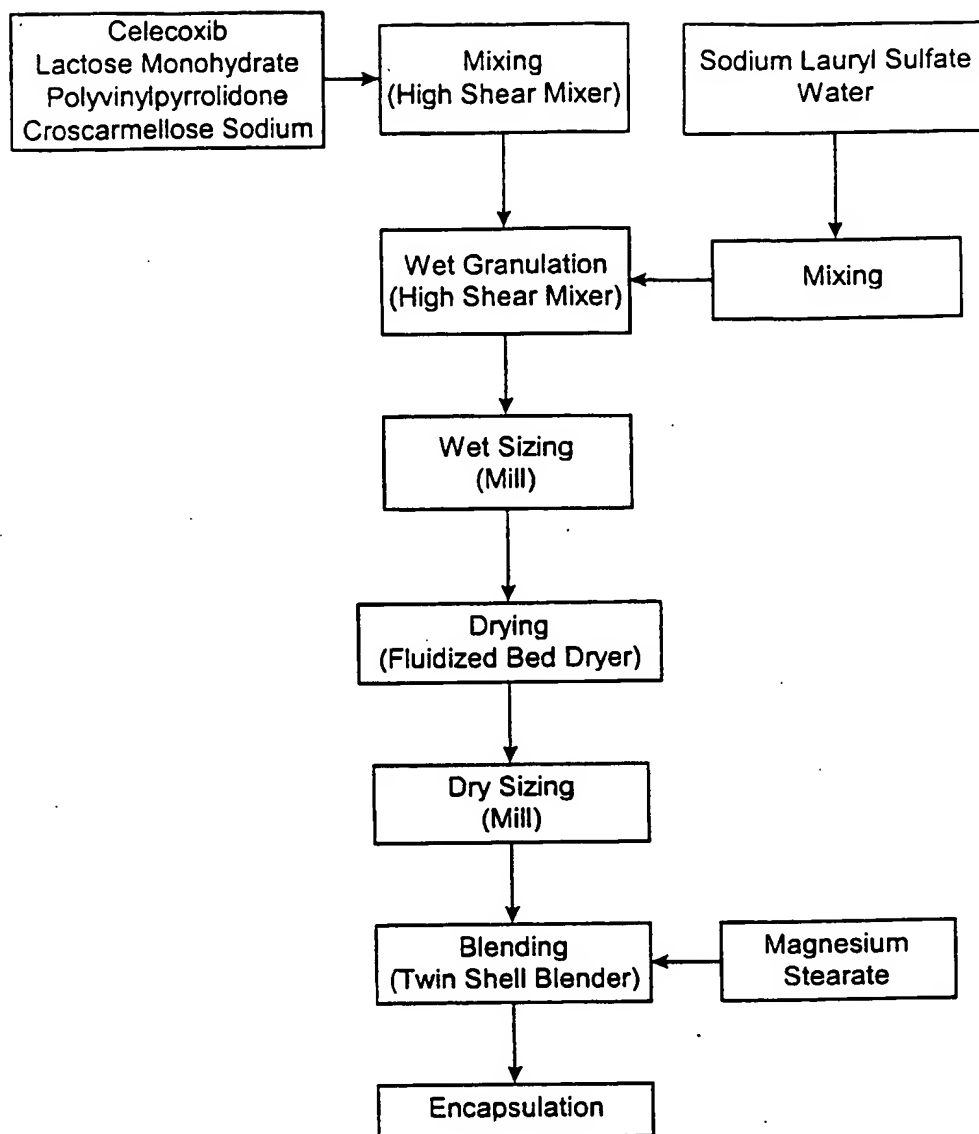 Celecoxib
Lactose Monohydrate
Polyvinylpyrrolidone
Croscarmellose Sodium
Mixing
(High Shear Mixer)
Sodium Lauryl Sulfate
Water
Wet Granulation
(High Shear Mixer)
Mixing
Wet Sizing
(Mill)
Drying
(Fluidized Bed Dryer)
Dry Sizing
(Mill)
Blending
(Twin Shell Blender)
Magnesium
Stearate
Encapsulation